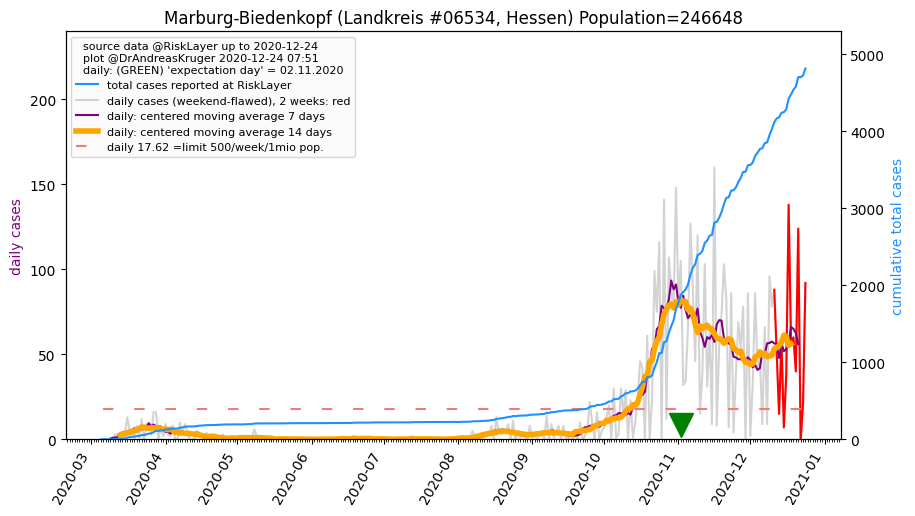 Marburg-Biedenkopf (Landkreis #06534, Hessen) Population=246648
source data @RiskLayer up to 2020-12-24
plot @DrAndreasKruger 2020-12-24 07:51
daily: (GREEN) 'expectation day' = 02.11.2020
total cases reported at RiskLayer
daily cases (weekend-flawed), 2 weeks: red
daily: centered moving average 7 days
daily: centered moving average 14 days
daily 17.62 =limit 500/week/1mio pop.
daily cases
0
50
100
150
200
cumulative total cases
0
1000
2000
3000
4000
5000
2020-03
2020-04
2020-05
2020-06
2020-07
2020-08
2020-09
2020-10
2020-11
2020-12
2021-01